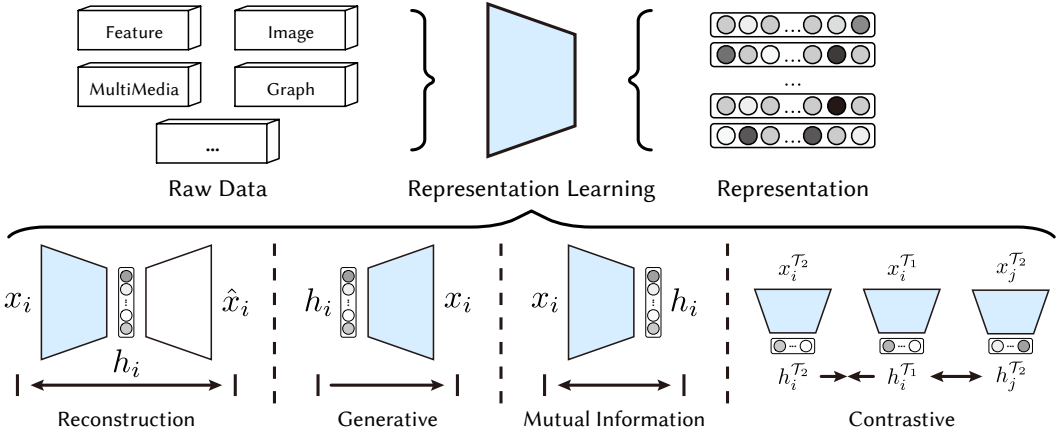 Feature
Image
MultiMedia
Graph
...
...
...
...
...
...
Raw Data
Representation Learning
Representation
x_i
h_i
x̂_i
h_i
x_i
x_i
h_i
x_i^{𝒯_2}
x_i^{𝒯_1}
x_j^{𝒯_2}
...
...
...
h_i^{𝒯_2}
h_i^{𝒯_1}
h_j^{𝒯_2}
Reconstruction
Generative
Mutual Information
Contrastive